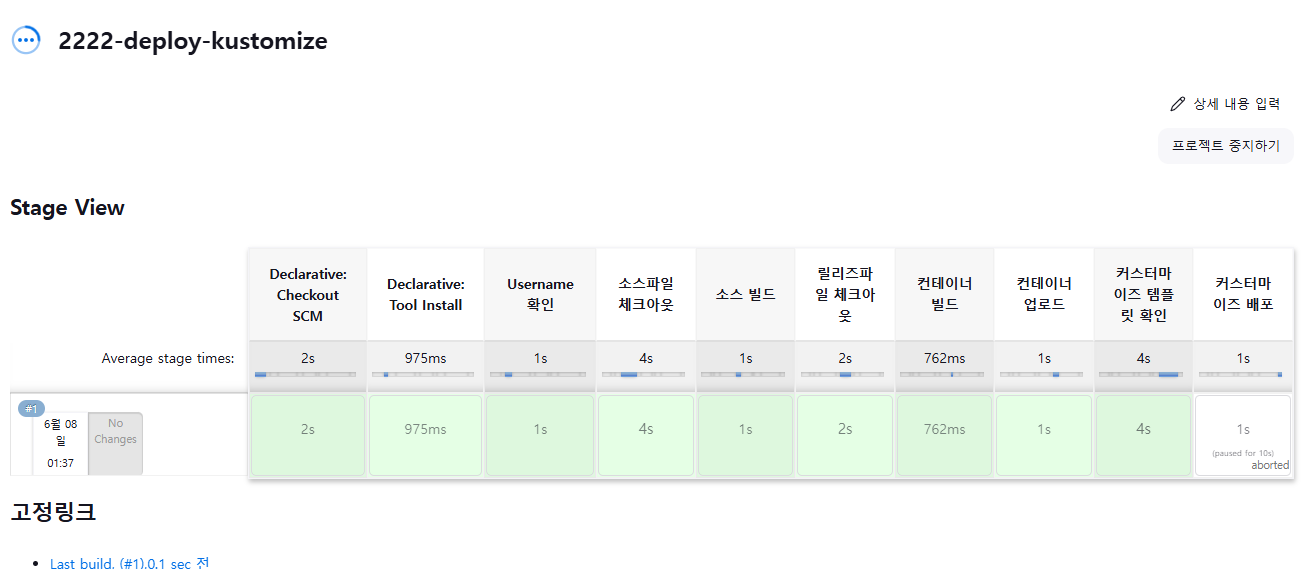 2222-deploy-kustomize
상세 내용 입력
프로젝트 중지하기
Stage View
Declarative:
Checkout
SCM
Declarative:
Tool Install
Username
확인
소스파일
체크아웃
소스 빌드
릴리즈파
일 체크아
웃
컨테이너
빌드
컨테이너
업로드
커스터마
이즈 템플
릿 확인
커스터마
이즈 배포
Average stage times:
2s
975ms
1s
4s
1s
2s
762ms
1s
4s
1s
#1
6월 08
일
01:37
No
Changes
2s
975ms
1s
4s
1s
2s
762ms
1s
4s
1s
(paused for 10s)
aborted
고정링크
Last build, (#1),0.1 sec 전